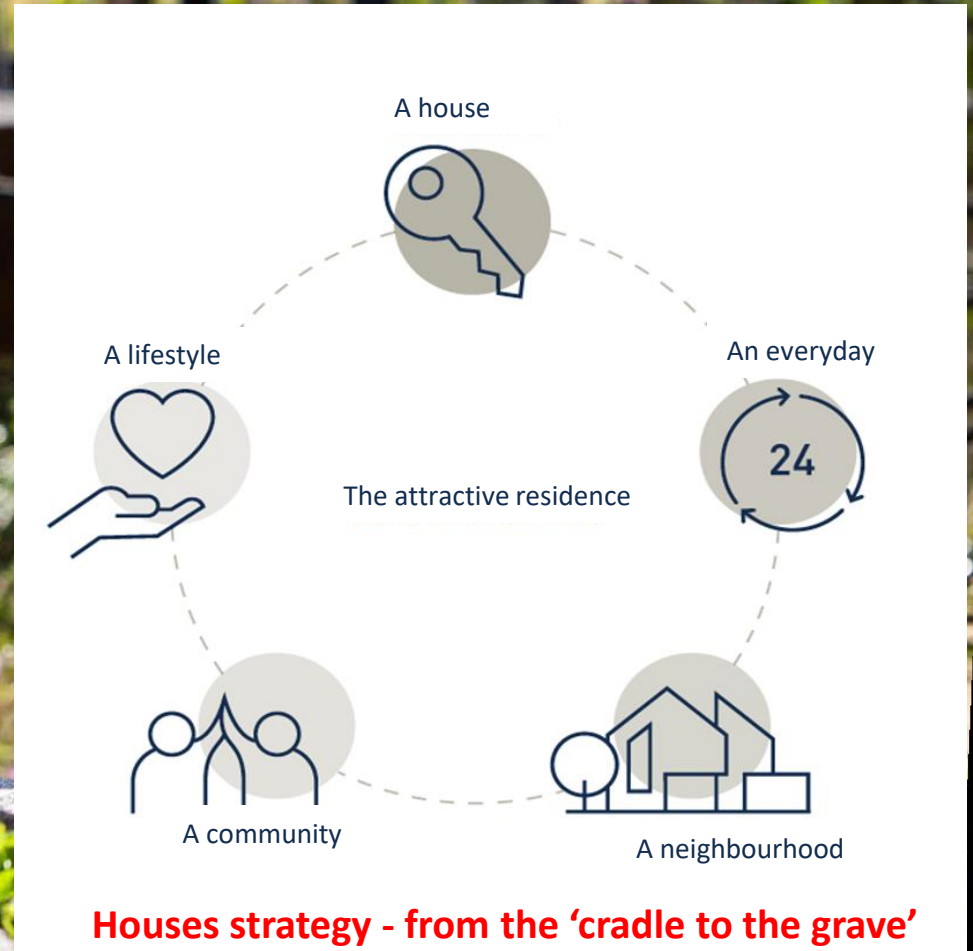 A house
A lifestyle
An everyday
24
The attractive residence
A community
A neighbourhood
Houses strategy - from the ‘cradle to the grave’